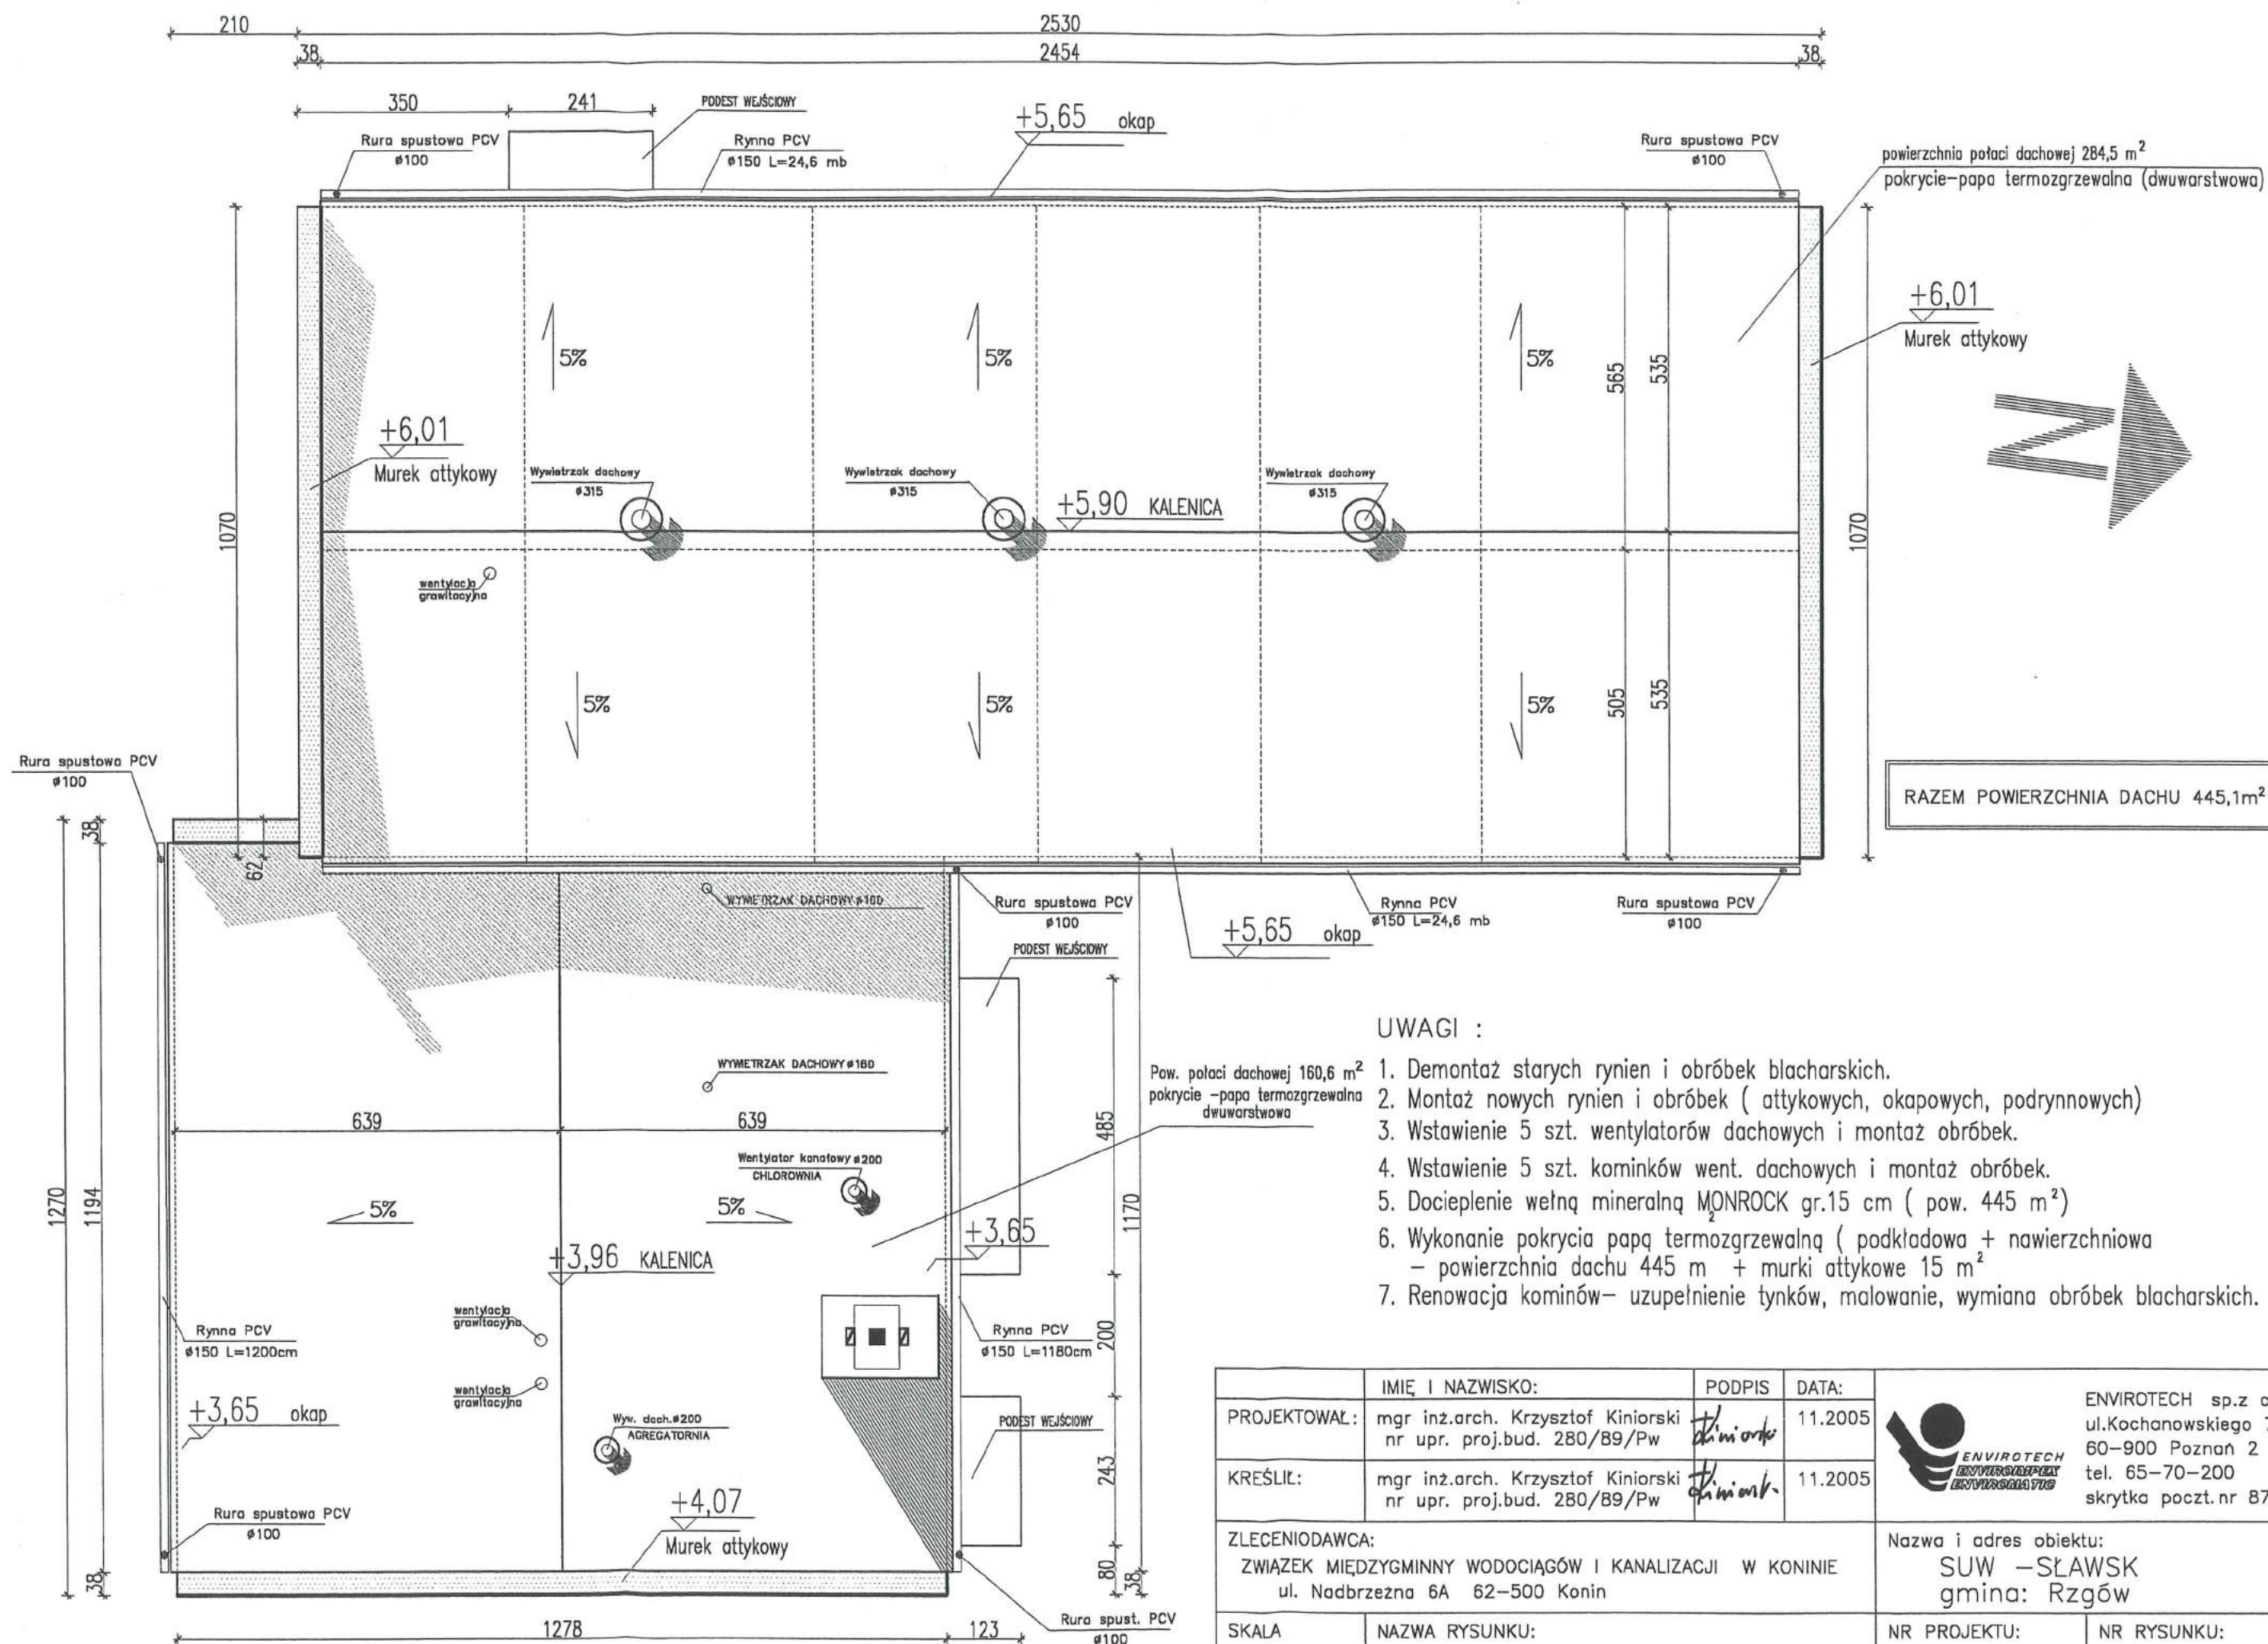 210
2530
38
2454
38
350
241
PODEST WEJŚCIOWY
+5,65 okap
Rura spustowa PCV
ø100
Rynna PCV
ø150 L=24,6 mb
Rura spustowa PCV
ø100
powierzchnia połaci dachowej 284,5 m²
pokrycie-papa termozgrzewalna (dwuwarstwowa)
+6,01
Murek attykowy
5%
5%
5%
565
535
+6,01
Murek attykowy
Wywietrzak dachowy
ø315
Wywietrzak dachowy
ø315
Wywietrzak dachowy
ø315
+5,90 KALENICA
1070
1070
N
wentylacja
grawitacyjna
5%
5%
5%
505
535
Rura spustowa PCV
ø100
RAZEM POWIERZCHNIA DACHU 445,1m²
38
62
WYMETRZAK DACHOWY ø160
Rura spustowa PCV
ø100
Rynna PCV
ø150 L=24,6 mb
Rura spustowa PCV
ø100
+5,65 okap
PODEST WEJŚCIOWY
UWAGI :
1. Demontaż starych rynien i obróbek blacharskich.
2. Montaż nowych rynien i obróbek ( attykowych, okapowych, podrynnowych)
3. Wstawienie 5 szt. wentylatorów dachowych i montaż obróbek.
4. Wstawienie 5 szt. kominków went. dachowych i montaż obróbek.
5. Docieplenie wełną mineralną MONROCK gr.15 cm ( pow. 445 m²)
6. Wykonanie pokrycia papą termozgrzewalną ( podkładowa + nawierzchniowa
2
– powierzchnia dachu 445 m + murki attykowe 15 m²
7. Renowacja kominów– uzupełnienie tynków, malowanie, wymiana obróbek blacharskich.
Pow. połaci dachowej 160,6 m²
pokrycie -papa termozgrzewalna
dwuwarstwowa
WYMETRZAK DACHOWY ø160
639
639
485
Wentylator kanałowy ø200
CHLOROWNIA
1270
1194
5%
5%
1170
+3,65
+3,96 KALENICA
wentylacja
grawitacyjna
Rynna PCV
ø150 L=1200cm
Rynna PCV
ø150 L=1180cm
200
wentylacja
grawitacyjna
+3,65 okap
Wyw. dach.ø200
AGREGATORNIA
PODEST WEJŚCIOWY
243
Rura spustowa PCV
ø100
+4,07
Murek attykowy
80
38
38
1278
123
Rura spust. PCV
ø100
IMIĘ I NAZWISKO:
PODPIS
DATA:
PROJEKTOWAŁ:
mgr inż.arch. Krzysztof Kiniorski
nr upr. proj.bud. 280/89/Pw
Kiniorski
11.2005
KREŚLIŁ:
mgr inż.arch. Krzysztof Kiniorski
nr upr. proj.bud. 280/89/Pw
11.2005
ENVIROTECH
ENVIROIMPEX
ENVIROMATIC
ENVIROTECH sp.z
ul.Kochanowskiego
60-900 Poznań 2
tel. 65-70-200
skrytka poczt. nr 87
ZLECENIODAWCA:
ZWIĄZEK MIĘDZYGMINNY WODOCIĄGÓW I KANALIZACJI W KONINIE
ul. Nadbrzeżna 6A 62-500 Konin
Nazwa i adres obiektu:
SUW -SŁAWSK
gmina: Rzgów
SKALA
NAZWA RYSUNKU:
NR PROJEKTU:
NR RYSUNKU: